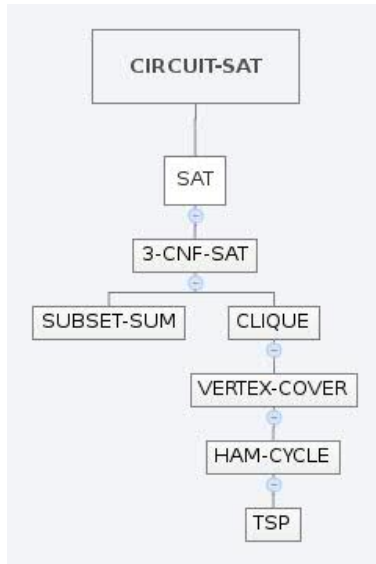 CIRCUIT-SAT
SAT
3-CNF-SAT
SUBSET-SUM
CLIQUE
VERTEX-COVER
HAM-CYCLE
TSP